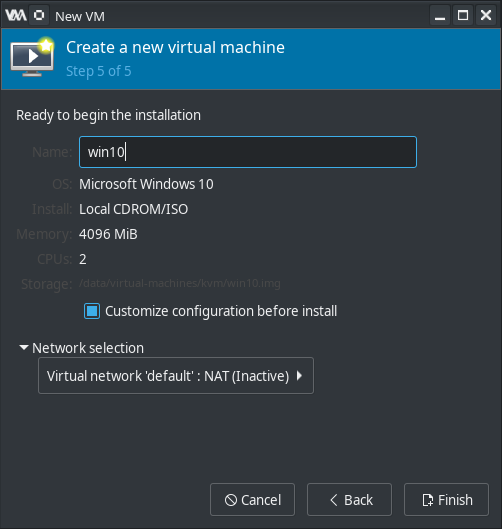 New VM
Create a new virtual machine
Step 5 of 5
Ready to begin the installation
Name: win10
OS: Microsoft Windows 10
Install: Local CDROM/ISO
Memory: 4096 MiB
CPUs: 2
Storage: /data/virtual-machines/kvm/win10.img
Customize configuration before install
Network selection
Virtual network 'default' : NAT (Inactive)
Cancel Back Finish